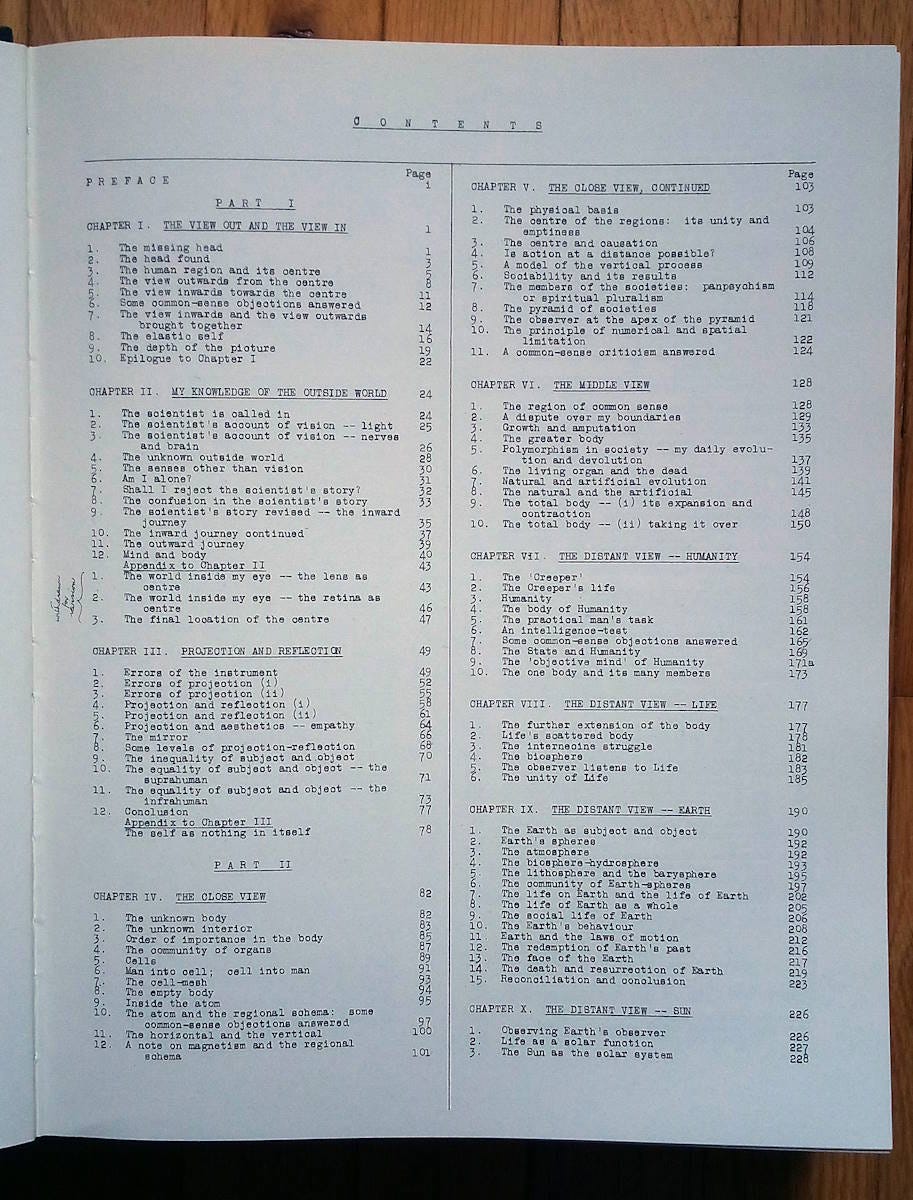 C O N T E N T S
Page
P R E F A C E i
P A R T I
CHAPTER I. THE VIEW OUT AND THE VIEW IN 1
1. The missing head 1
2. The head found 3
3. The human region and its centre 5
4. The view outwards from the centre 8
5. The view inwards towards the centre 11
6. Some common-sense objections answered 12
7. The view inwards and the view outwards
brought together 14
8. The elastic self 16
9. The depth of the picture 19
10. Epilogue to Chapter I 22
CHAPTER II. MY KNOWLEDGE OF THE OUTSIDE WORLD 24
1. The scientist is called in 24
2. The scientist's account of vision -- light 25
3. The scientist's account of vision -- nerves
and brain 26
4. The unknown outside world 28
5. The senses other than vision 30
6. Am I alone? 31
7. Shall I reject the scientist's story? 32
8. The confusion in the scientist's story 33
9. The scientist's story revised -- the inward
journey 35
10. The inward journey continued 37
11. The outward journey 39
12. Mind and body 40
Appendix to Chapter II 43
1. The world inside my eye -- the lens as
centre 43
2. The world inside my eye -- the retina as
centre 46
3. The final location of the centre 47
CHAPTER III. PROJECTION AND REFLECTION 49
1. Errors of the instrument 49
2. Errors of projection (i) 52
3. Errors of projection (ii) 55
4. Projection and reflection (i) 58
5. Projection and reflection (ii) 61
6. Projection and aesthetics -- empathy 64
7. The mirror 66
8. Some levels of projection-reflection 68
9. The inequality of subject and object 70
10. The equality of subject and object -- the
suprahuman 71
11. The equality of subject and object -- the
infrahuman 73
12. Conclusion 77
Appendix to Chapter III
The self as nothing in itself 78
P A R T II
CHAPTER IV. THE CLOSE VIEW 82
1. The unknown body 82
2. The unknown interior 83
3. Order of importance in the body 85
4. The community of organs 87
5. Cells 89
6. Man into cell; cell into man 91
7. The cell-mesh 93
8. The empty body 94
9. Inside the atom 95
10. The atom and the regional schema: some
common-sense objections answered 97
11. The horizontal and the vertical 100
12. A note on magnetism and the regional
schema 101
Page
CHAPTER V. THE CLOSE VIEW, CONTINUED 103
1. The physical basis 103
2. The centre of the regions: its unity and
emptiness 104
3. The centre and causation 106
4. Is action at a distance possible? 108
5. A model of the vertical process 109
6. Sociability and its results 112
7. The members of the societies: panpsychism
or spiritual pluralism 114
8. The pyramid of societies 118
9. The observer at the apex of the pyramid 121
10. The principle of numerical and spatial
limitation 122
11. A common-sense criticism answered 124
CHAPTER VI. THE MIDDLE VIEW 128
1. The region of common sense 128
2. A dispute over my boundaries 129
3. Growth and amputation 133
4. The greater body 135
5. Polymorphism in society -- my daily evolu-
tion and devolution 137
6. The living organ and the dead 139
7. Natural and artificial evolution 141
8. The natural and the artificial 145
9. The total body -- (i) its expansion and
contraction 148
10. The total body -- (ii) taking it over 150
CHAPTER VII. THE DISTANT VIEW -- HUMANITY 154
1. The 'Creeper' 154
2. The Creeper's life 156
3. Humanity 158
4. The body of Humanity 158
5. The practical man's task 161
6. An intelligence-test 162
7. Some common-sense objections answered 165
8. The State and Humanity 169
9. The 'objective mind' of Humanity 171a
10. The one body and its many members 173
CHAPTER VIII. THE DISTANT VIEW -- LIFE 177
1. The further extension of the body 177
2. Life's scattered body 178
3. The internecine struggle 181
4. The biosphere 182
5. The observer listens to Life 183
6. The unity of Life 185
CHAPTER IX. THE DISTANT VIEW -- EARTH 190
1. The Earth as subject and object 190
2. Earth's spheres 192
3. The atmosphere 192
4. The biosphere-hydrosphere 193
5. The lithosphere and the barysphere 195
6. The community of Earth-spheres 197
7. The life on Earth and the life of Earth 202
8. The life of Earth as a whole 205
9. The social life of Earth 206
10. The Earth's behaviour 208
11 Earth and the laws of motion 212
12. The redemption of Earth's past 216
13. The face of the Earth 217
14. The death and resurrection of Earth 219
15. Reconciliation and conclusion 223
CHAPTER X. THE DISTANT VIEW -- SUN 226
1. Observing Earth's observer 226
2. Life as a solar function 227
3. The Sun as the solar system 228